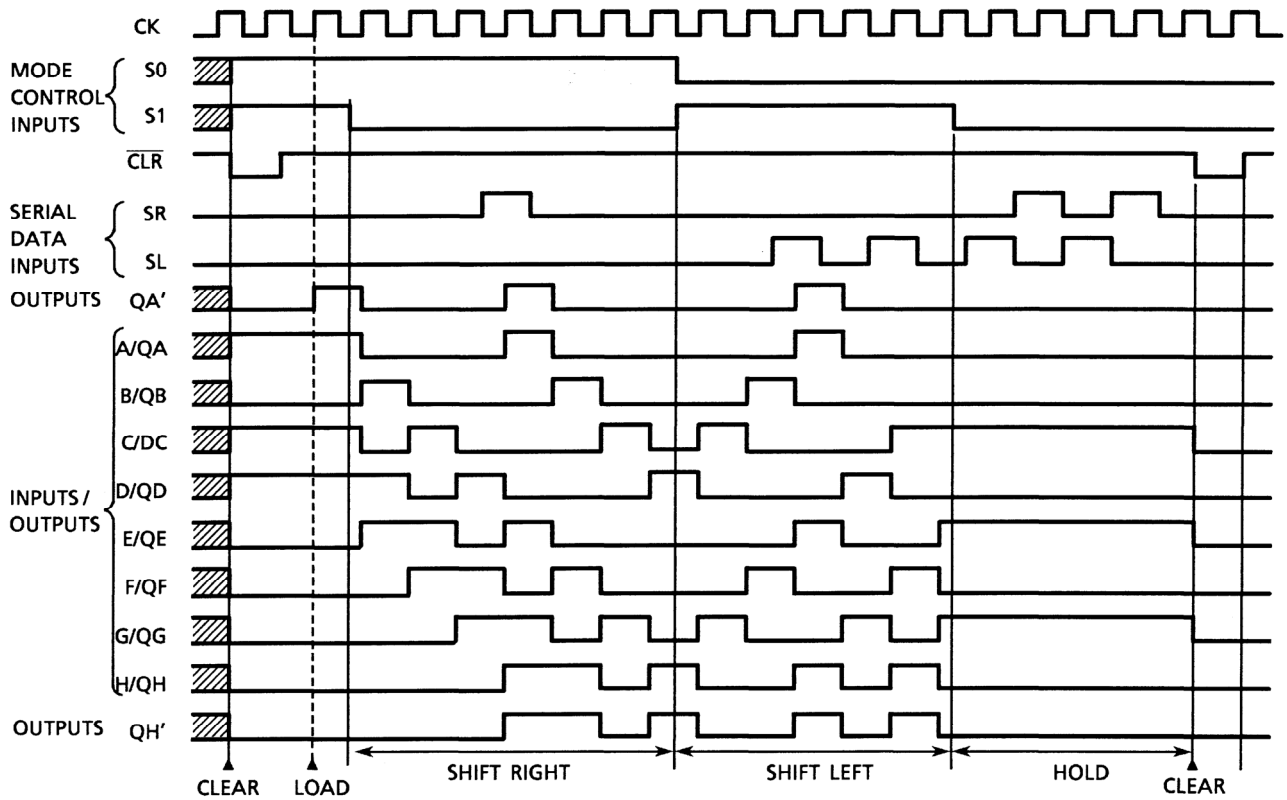 CK
MODE CONTROL INPUTS
S0
S1
CLR
SERIAL DATA INPUTS
SR
SL
OUTPUTS QA'
INPUTS / OUTPUTS
A/QA
B/QB
C/DC
D/QD
E/QE
F/QF
G/QG
H/QH
OUTPUTS QH'
SHIFT RIGHT SHIFT LEFT HOLD
CLEAR LOAD CLEAR